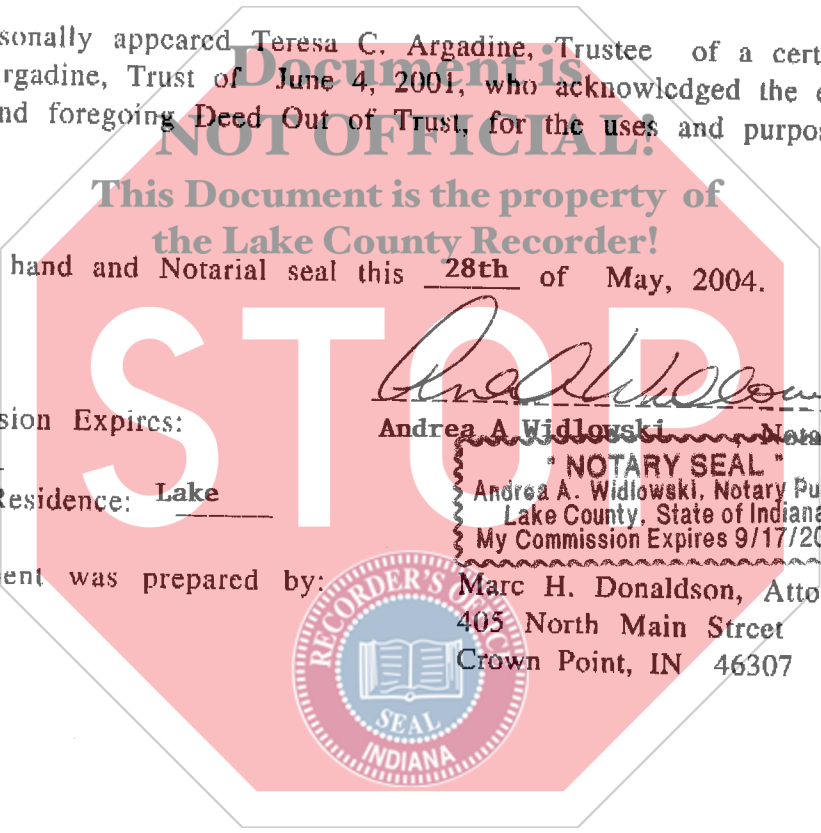 sonally appeared Teresa C. Argadine, Trustee of a cert
rgadine, Trust of June 4, 2001, who acknowledged the e
nd foregoing Deed Out of Trust, for the uses and purpos
Document is
NOT OFFICIAL!
This Document is the property of
the Lake County Recorder!
hand and Notarial seal this 28th of May, 2004.
STOP
Andrea A Widlowski
sion Expires:
Andrea A Widlowski, Nota
" NOTARY SEAL "
Andrea A. Widlowski, Notary Pu
Lake County, State of Indiana
My Commission Expires 9/17/20
Residence: Lake
ent was prepared by:
Marc H. Donaldson, Atto
405 North Main Street
Crown Point, IN 46307
RECORDER'S OFFICE
SEAL
INDIANA